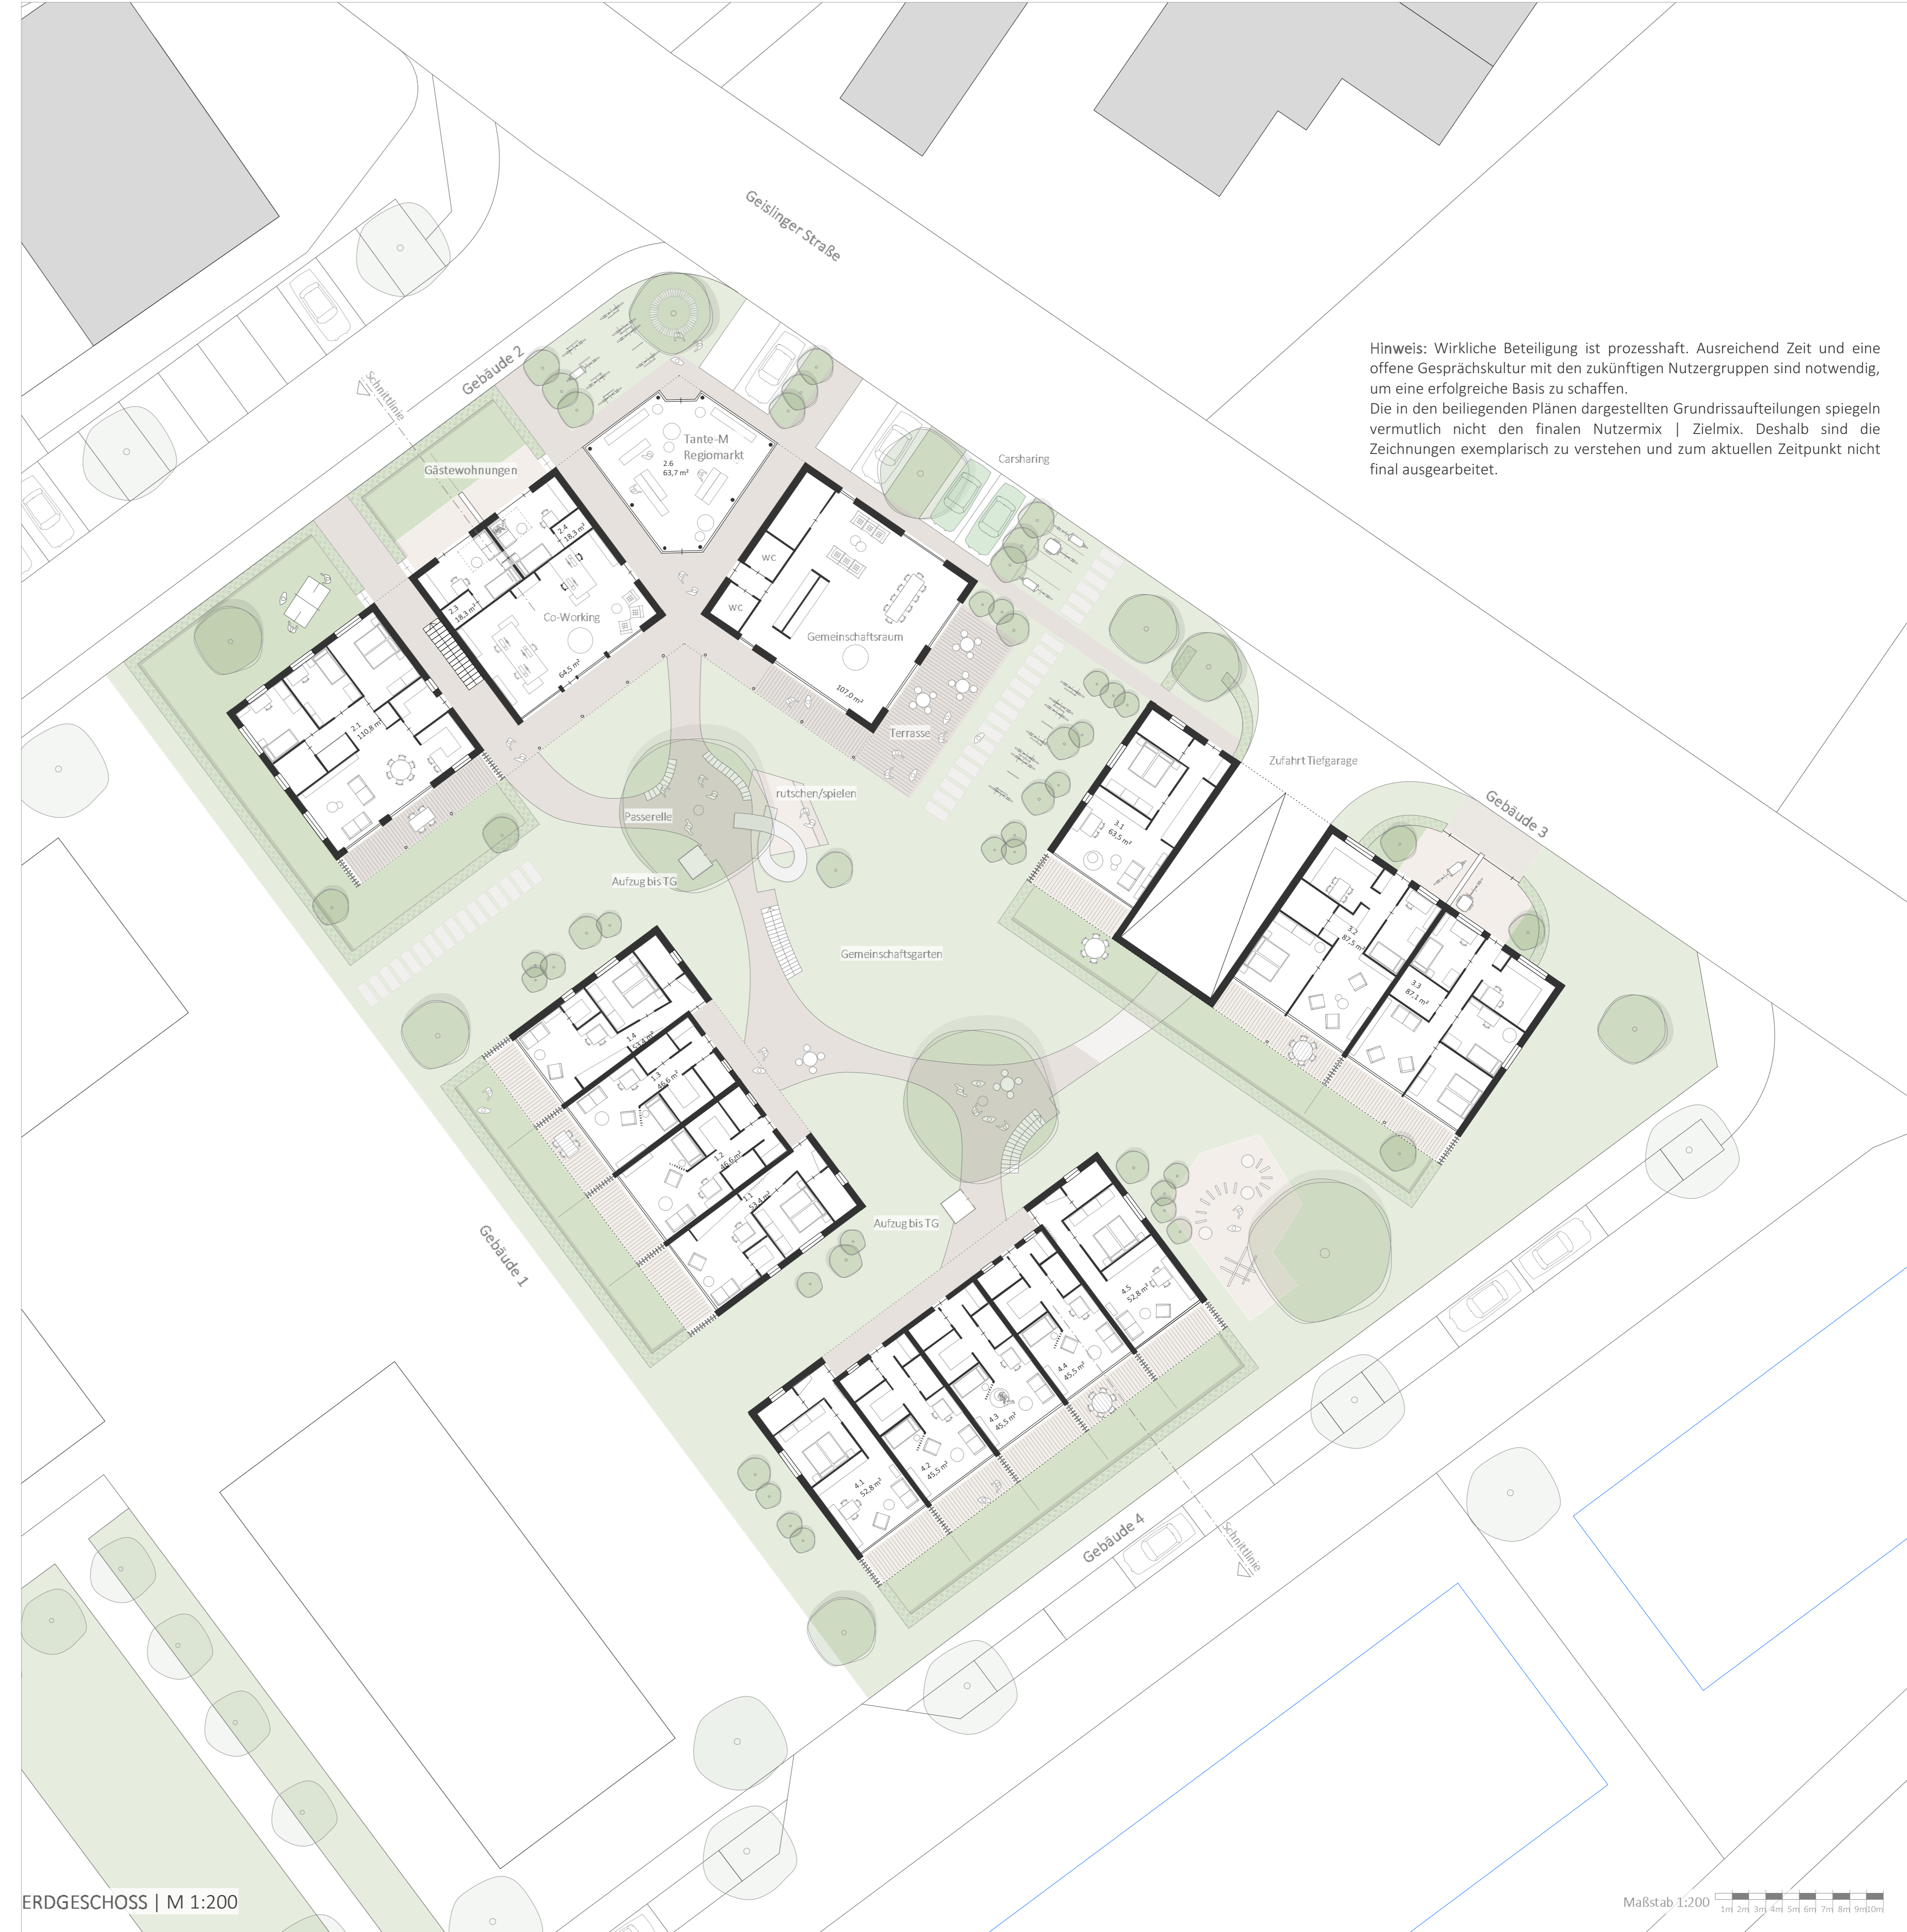 Geislinger Straße
Hinweis: Wirkliche Beteiligung ist prozesshaft. Ausreichend Zeit und eine
offene Gesprächskultur mit den zukünftigen Nutzergruppen sind notwendig,
um eine erfolgreiche Basis zu schaffen.
Die in den beiliegenden Plänen dargestellten Grundrissaufteilungen spiegeln
vermutlich nicht den finalen Nutzermix | Zielmix. Deshalb sind die
Zeichnungen exemplarisch zu verstehen und zum aktuellen Zeitpunkt nicht
final ausgearbeitet.
Gebäude 2
Schnittlinie
Tante-M
Regiomarkt
2.6
63,7 m²
Gästewohnungen
Carsharing
2.4
18,3 m²
WC
WC
2.3
18,3 m²
Co-Working
64,5 m²
Gemeinschaftsraum
107,0 m²
Terrasse
2.1
110,8 m²
Zufahrt Tiefgarage
rutschen/spielen
Passerelle
Aufzug bis TG
Gebäude 3
3.1
63,5 m²
3.2
87,5 m²
3.3
87,1 m²
Gemeinschaftsgarten
1.4
53,4 m²
1.3
46,6 m²
1.2
46,6 m²
1.1
53,4 m²
Aufzug bis TG
Gebäude 1
4.5
52,8 m²
4.4
45,5 m²
4.3
45,5 m²
4.2
45,5 m²
4.1
52,8 m²
Gebäude 4
Schnittlinie
ERDGESCHOSS | M 1:200
Maßstab 1:200
1m 2m 3m 4m 5m 6m 7m 8m 9m 10m